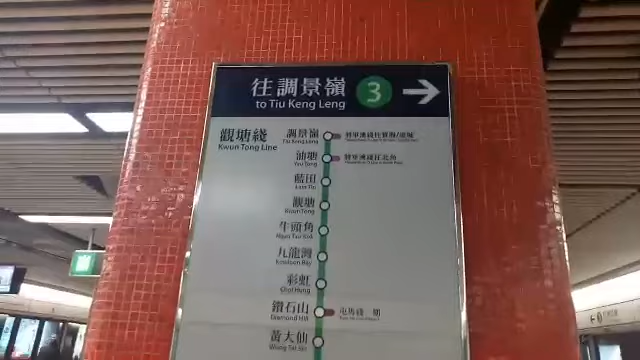 往調景嶺 3
to Tiu Keng Leng
觀塘綫
Kwun Tong Line
調景嶺
Tiu Keng Leng
油塘
Yau Tong
藍田
Lam Tin
觀塘
Kwun Tong
牛頭角
Ngau Tau Kok
九龍灣
Kowloon Bay
彩虹
Choi Hung
鑽石山
Diamond Hill
黃大仙
Wong Tai Sin